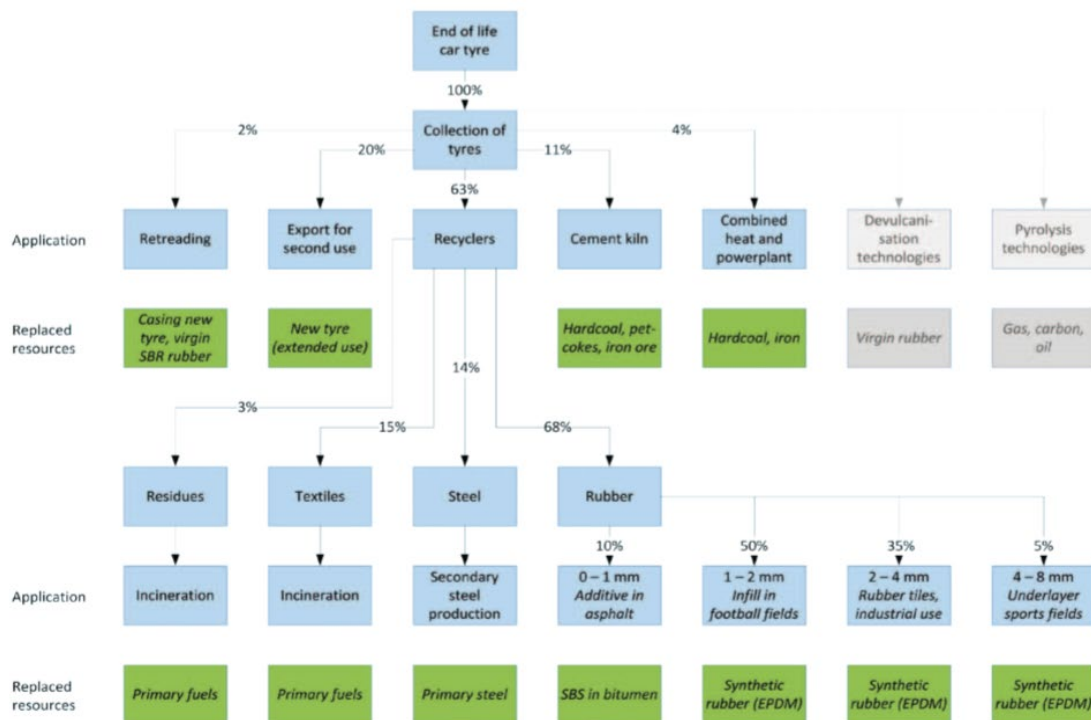 End of life
car tyre
100%
Collection of
tyres
2%
20%
63%
11%
4%
Application
Retreading
Export for
second use
Recyclers
Cement kiln
Combined
heat and
powerplant
Devulcani-
sation
technologies
Pyrolysis
technologies
Replaced
resources
Casing new
tyre, virgin
SBR rubber
New tyre
(extended use)
Hardcoal, pet-
cokes, iron ore
Hardcoal, iron
Virgin rubber
Gas, carbon,
oil
3%
15%
14%
68%
Residues
Textiles
Steel
Rubber
10%
50%
35%
5%
Application
Incineration
Incineration
Secondary
steel
production
0 – 1 mm
Additive in
asphalt
1 – 2 mm
Infill in
football fields
2 – 4 mm
Rubber tiles,
industrial use
4 – 8 mm
Underlayer
sports fields
Replaced
resources
Primary fuels
Primary fuels
Primary steel
SBS in bitumen
Synthetic
rubber (EPDM)
Synthetic
rubber (EPDM)
Synthetic
rubber (EPDM)